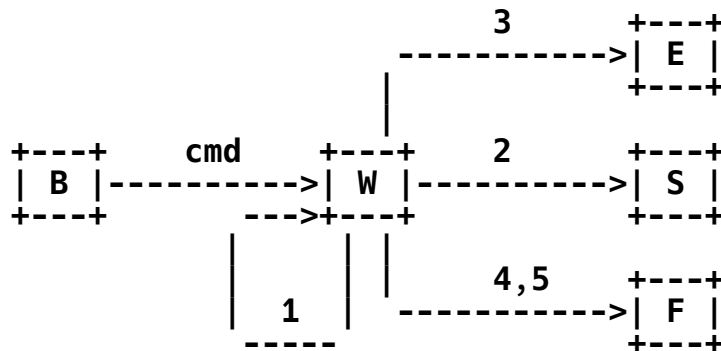 3 +---+
----------->| E |
| +---+
|
+---+ cmd +---+ 2 +---+
| B |---------->| W |---------->| S |
+---+ --->+---+ +---+
| | |
| | | 4,5 +---+
| 1 | ----------->| F |
----- +---+